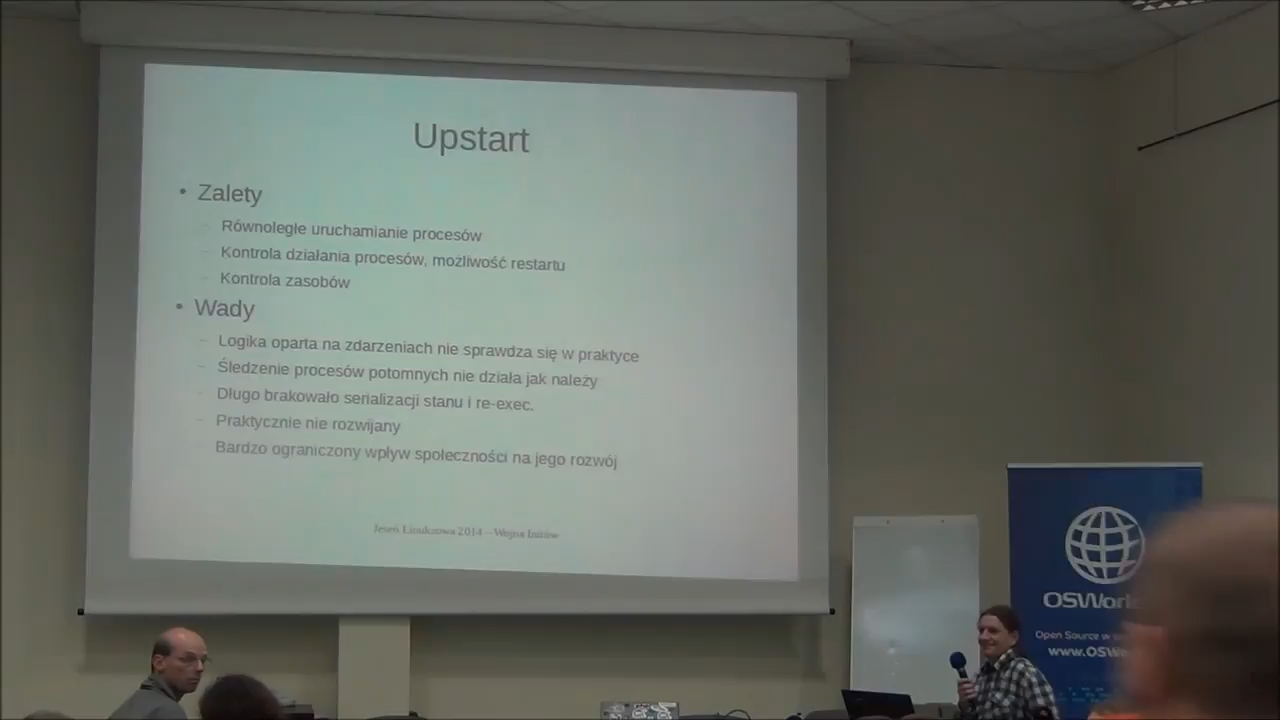 Upstart
• Zalety
– Równoległe uruchamianie procesów
– Kontrola działania procesów, możliwość restartu
– Kontrola zasobów
• Wady
– Logika oparta na zdarzeniach nie sprawdza się w praktyce
– Śledzenie procesów potomnych nie działa jak należy
– Długo brakowało serializacji stanu i re-exec.
– Praktycznie nie rozwijany
Bardzo ograniczony wpływ społeczności na jego rozwój
Jesień Linuksowa 2014 – Wojna Initów
OSWorl
Open Source w
www.OSWo